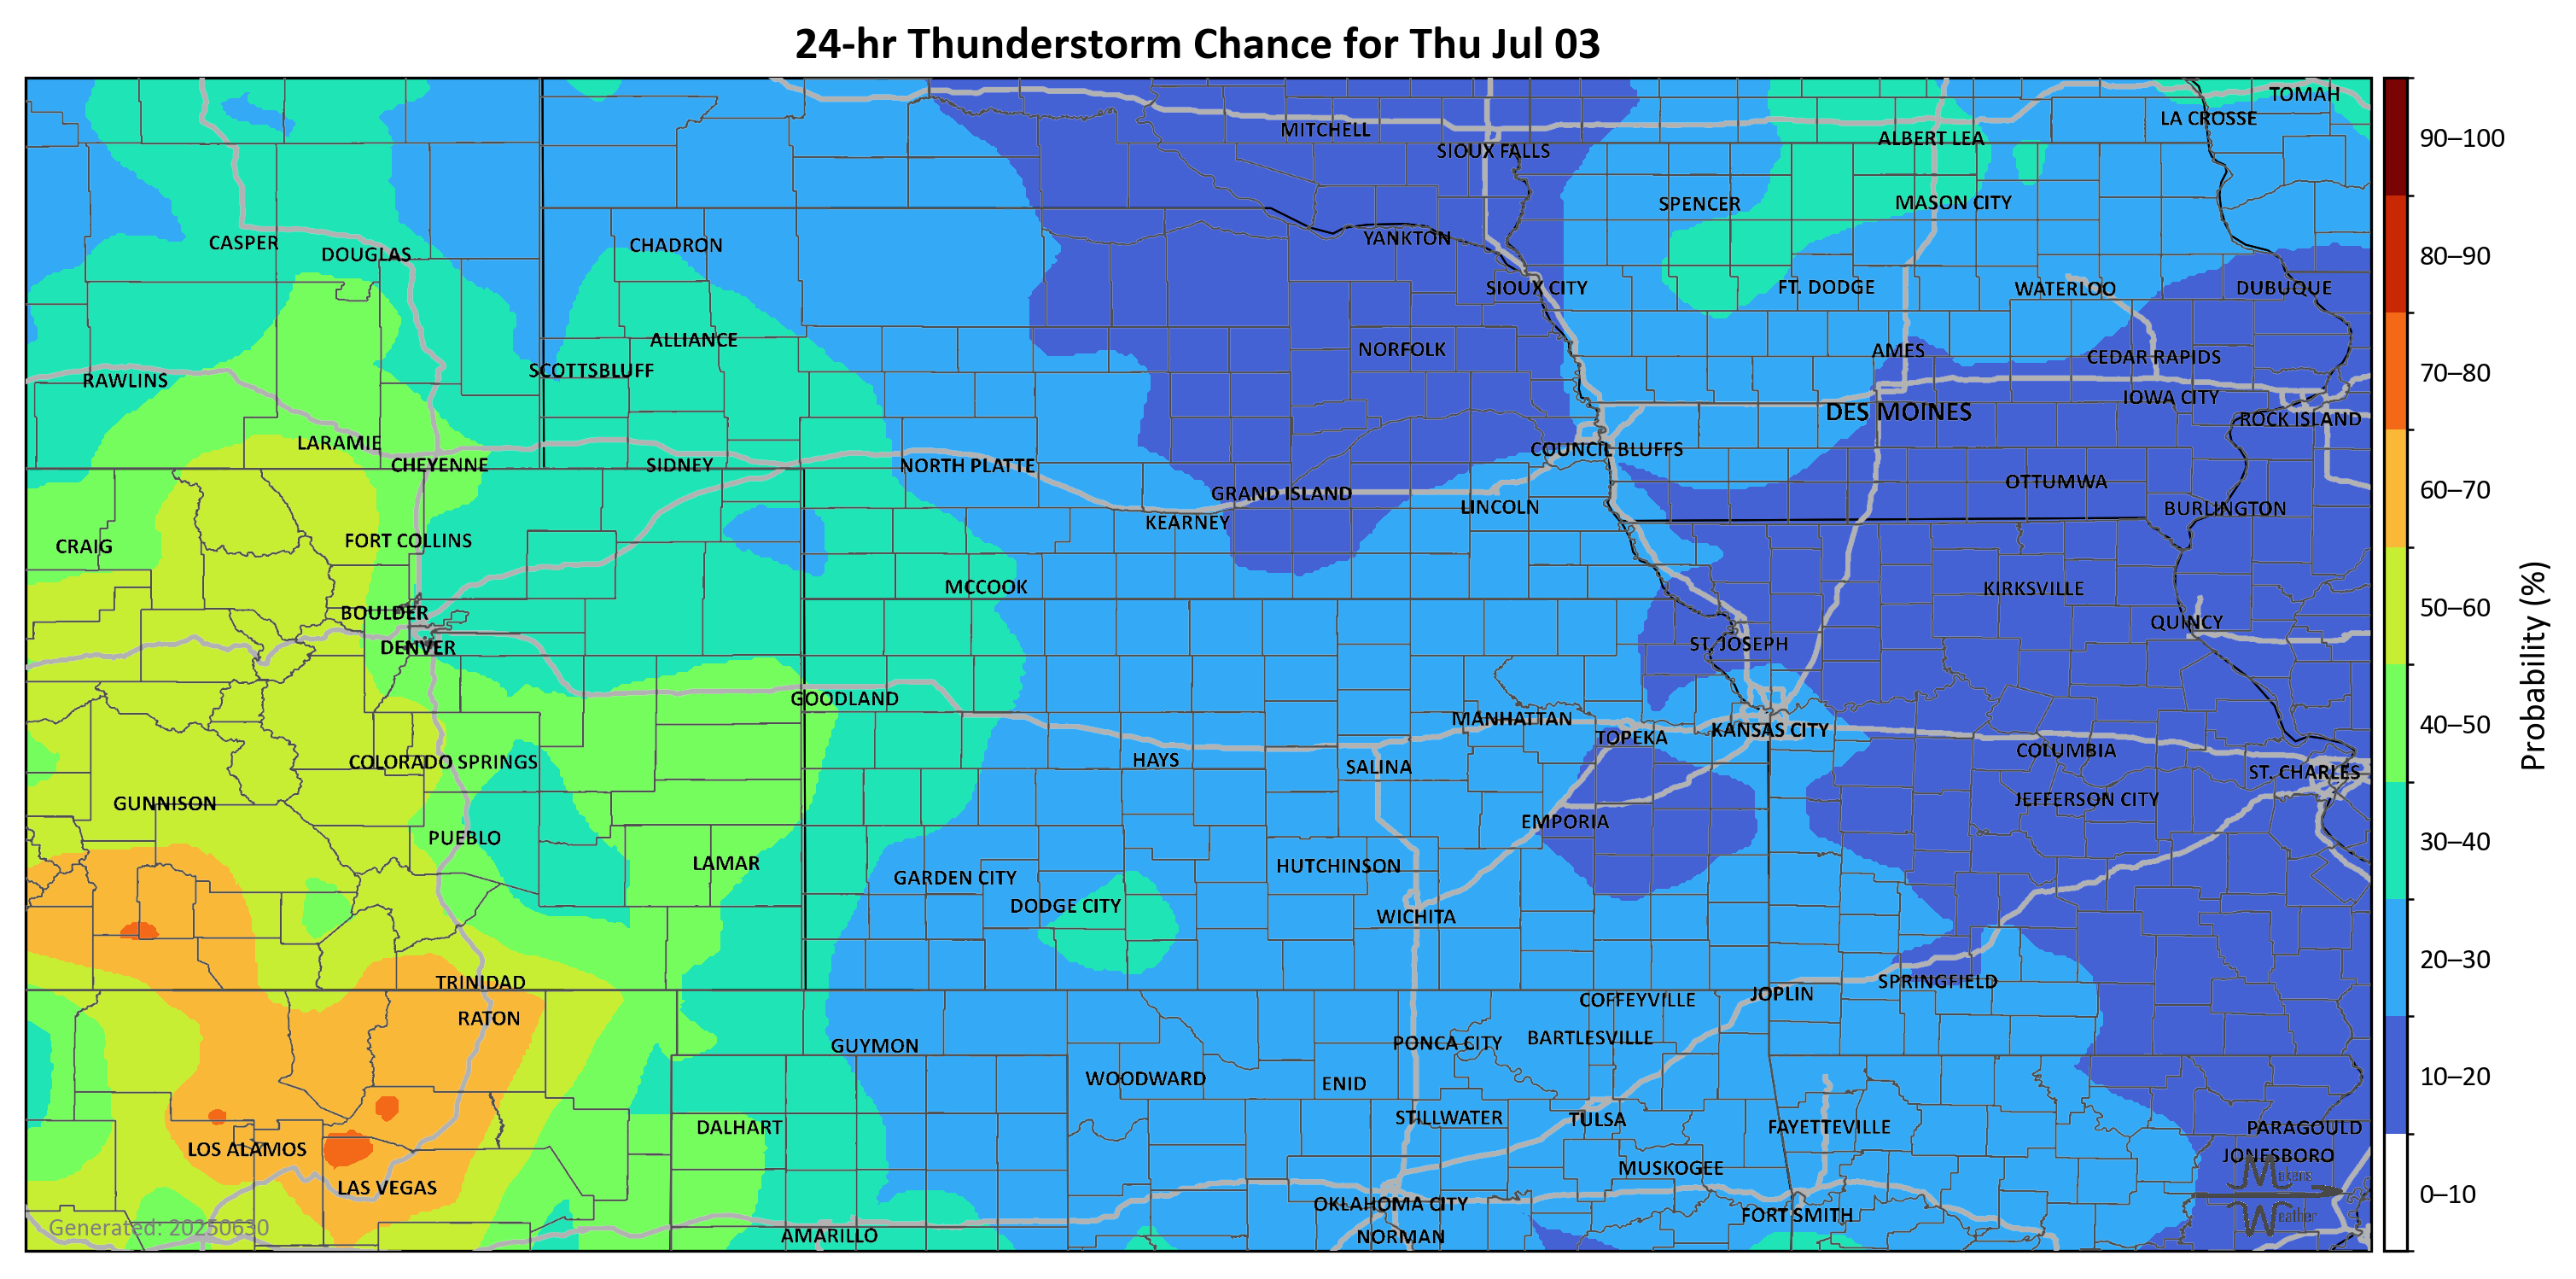 24-hr Thunderstorm Chance for Thu Jul 03
TOMAH
LA CROSSE
MITCHELL
ALBERT LEA
SIOUX FALLS
SPENCER
MASON CITY
CASPER
DOUGLAS
CHADRON
YANKTON
SIOUX CITY
FT. DODGE
WATERLOO
DUBUQUE
ALLIANCE
NORFOLK
AMES
CEDAR RAPIDS
RAWLINS
SCOTTSBLUFF
IOWA CITY
DES MOINES
ROCK ISLAND
LARAMIE
CHEYENNE
SIDNEY
NORTH PLATTE
COUNCIL BLUFFS
GRAND ISLAND
LINCOLN
OTTUMWA
BURLINGTON
KEARNEY
CRAIG
FORT COLLINS
MCCOOK
KIRKSVILLE
BOULDER
QUINCY
DENVER
ST. JOSEPH
GOODLAND
MANHATTAN
TOPEKA
KANSAS CITY
COLORADO SPRINGS
HAYS
SALINA
COLUMBIA
ST. CHARLES
GUNNISON
JEFFERSON CITY
PUEBLO
EMPORIA
LAMAR
GARDEN CITY
HUTCHINSON
DODGE CITY
WICHITA
TRINIDAD
SPRINGFIELD
RATON
COFFEYVILLE
JOPLIN
GUYMON
PONCA CITY
BARTLESVILLE
WOODWARD
ENID
DALHART
STILLWATER
TULSA
FAYETTEVILLE
PARAGOULD
LOS ALAMOS
JONESBORO
MUSKOGEE
LAS VEGAS
OKLAHOMA CITY
FORT SMITH
AMARILLO
NORMAN
Generated: 20250630
Mekens
Weather
90–100
80–90
70–80
60–70
50–60
40–50
30–40
20–30
10–20
0–10
Probability (%)